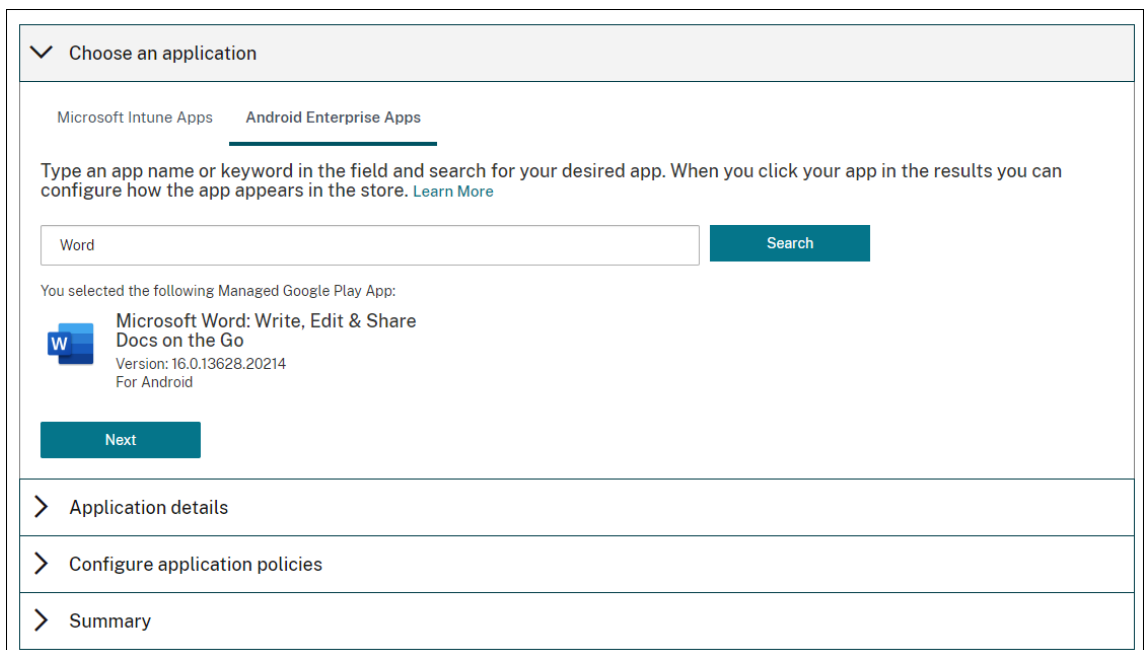 Choose an application
Microsoft Intune Apps Android Enterprise Apps
Type an app name or keyword in the field and search for your desired app. When you click your app in the results you can
configure how the app appears in the store. Learn More
Word Search
You selected the following Managed Google Play App:
W
Microsoft Word: Write, Edit & Share
Docs on the Go
Version: 16.0.13628.20214
For Android
Next
Application details
Configure application policies
Summary